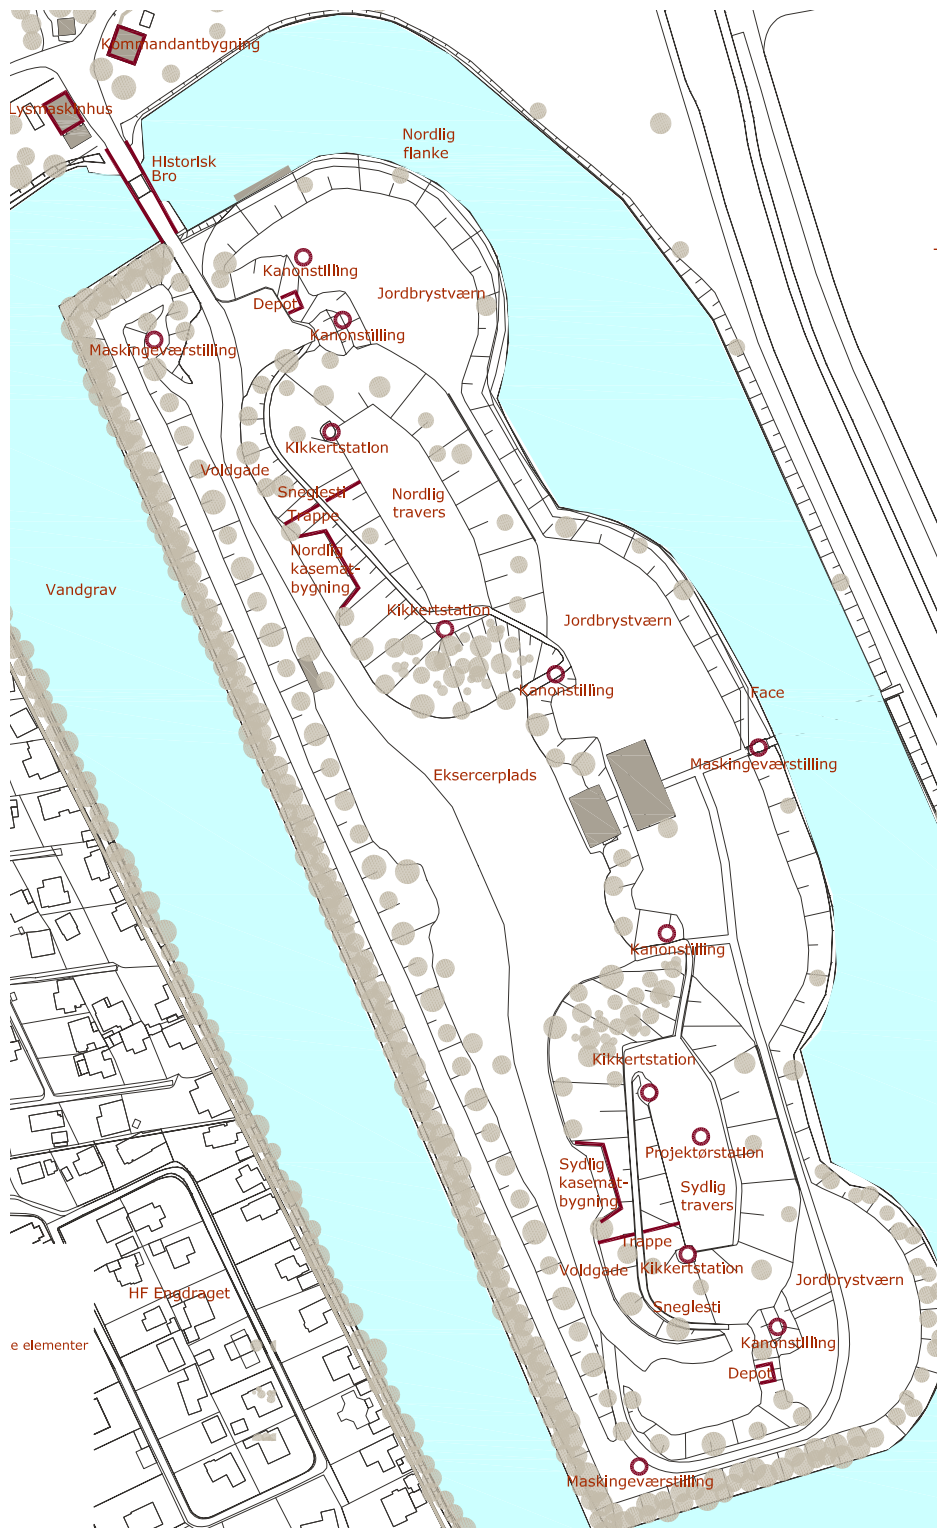 Kommandantbygning
Lysmaskinhus
Historisk
Bro
Nordlig
flanke
Kanonstilling
Jordbrystværn
Depot
Kanonstilling
Maskingeværstilling
Kikkertstation
Voldgade
Sneglesti
Nordlig
travers
Trappe
Nordlig
kasemat-
bygning
Vandgrav
Kikkertstation
Jordbrystværn
Kanonstilling
Face
Maskingeværstilling
Eksercerplads
Kanonstilling
Kikkertstation
Projektørstation
Sydlig
kasemat-
bygning
Sydlig
travers
Trappe
Voldgade
Kikkertstation
Jordbrystværn
HF Engdraget
Sneglesti
e elementer
Kanonstilling
Depot
Maskingeværstilling